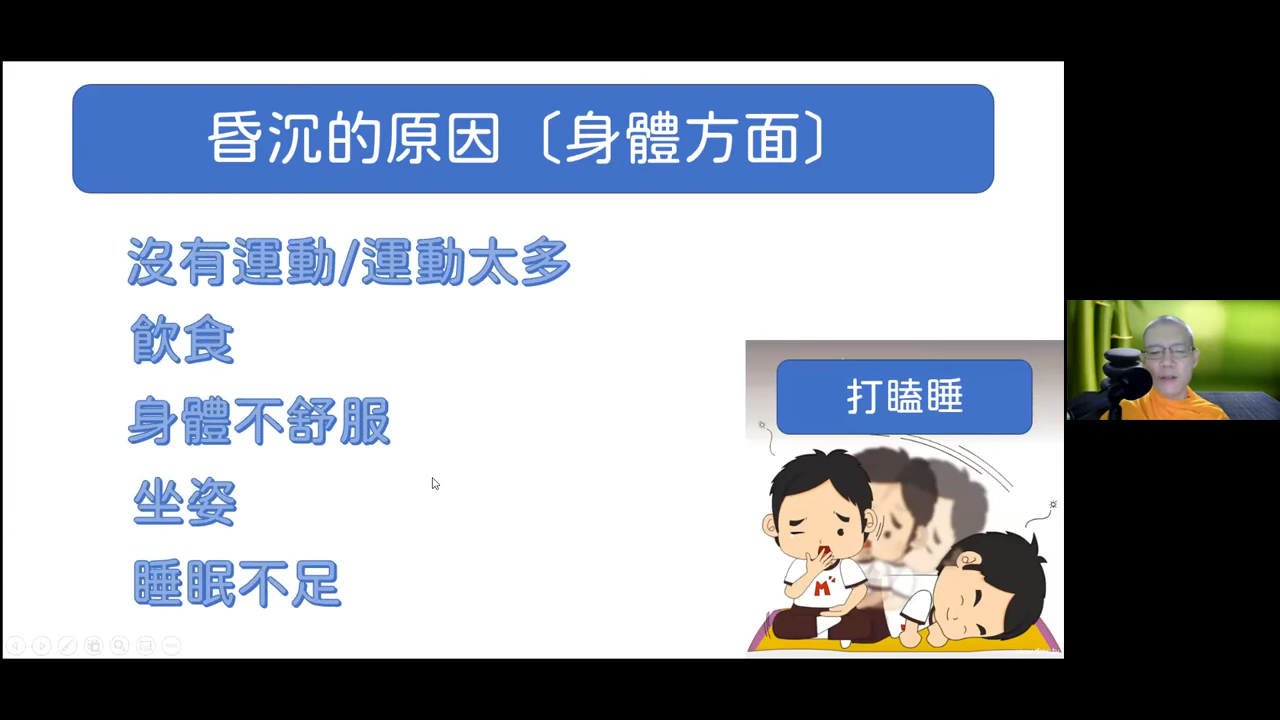 昏沉的原因〔身體方面〕
沒有運動/運動太多
飲食
身體不舒服
坐姿
睡眠不足
打瞌睡
M